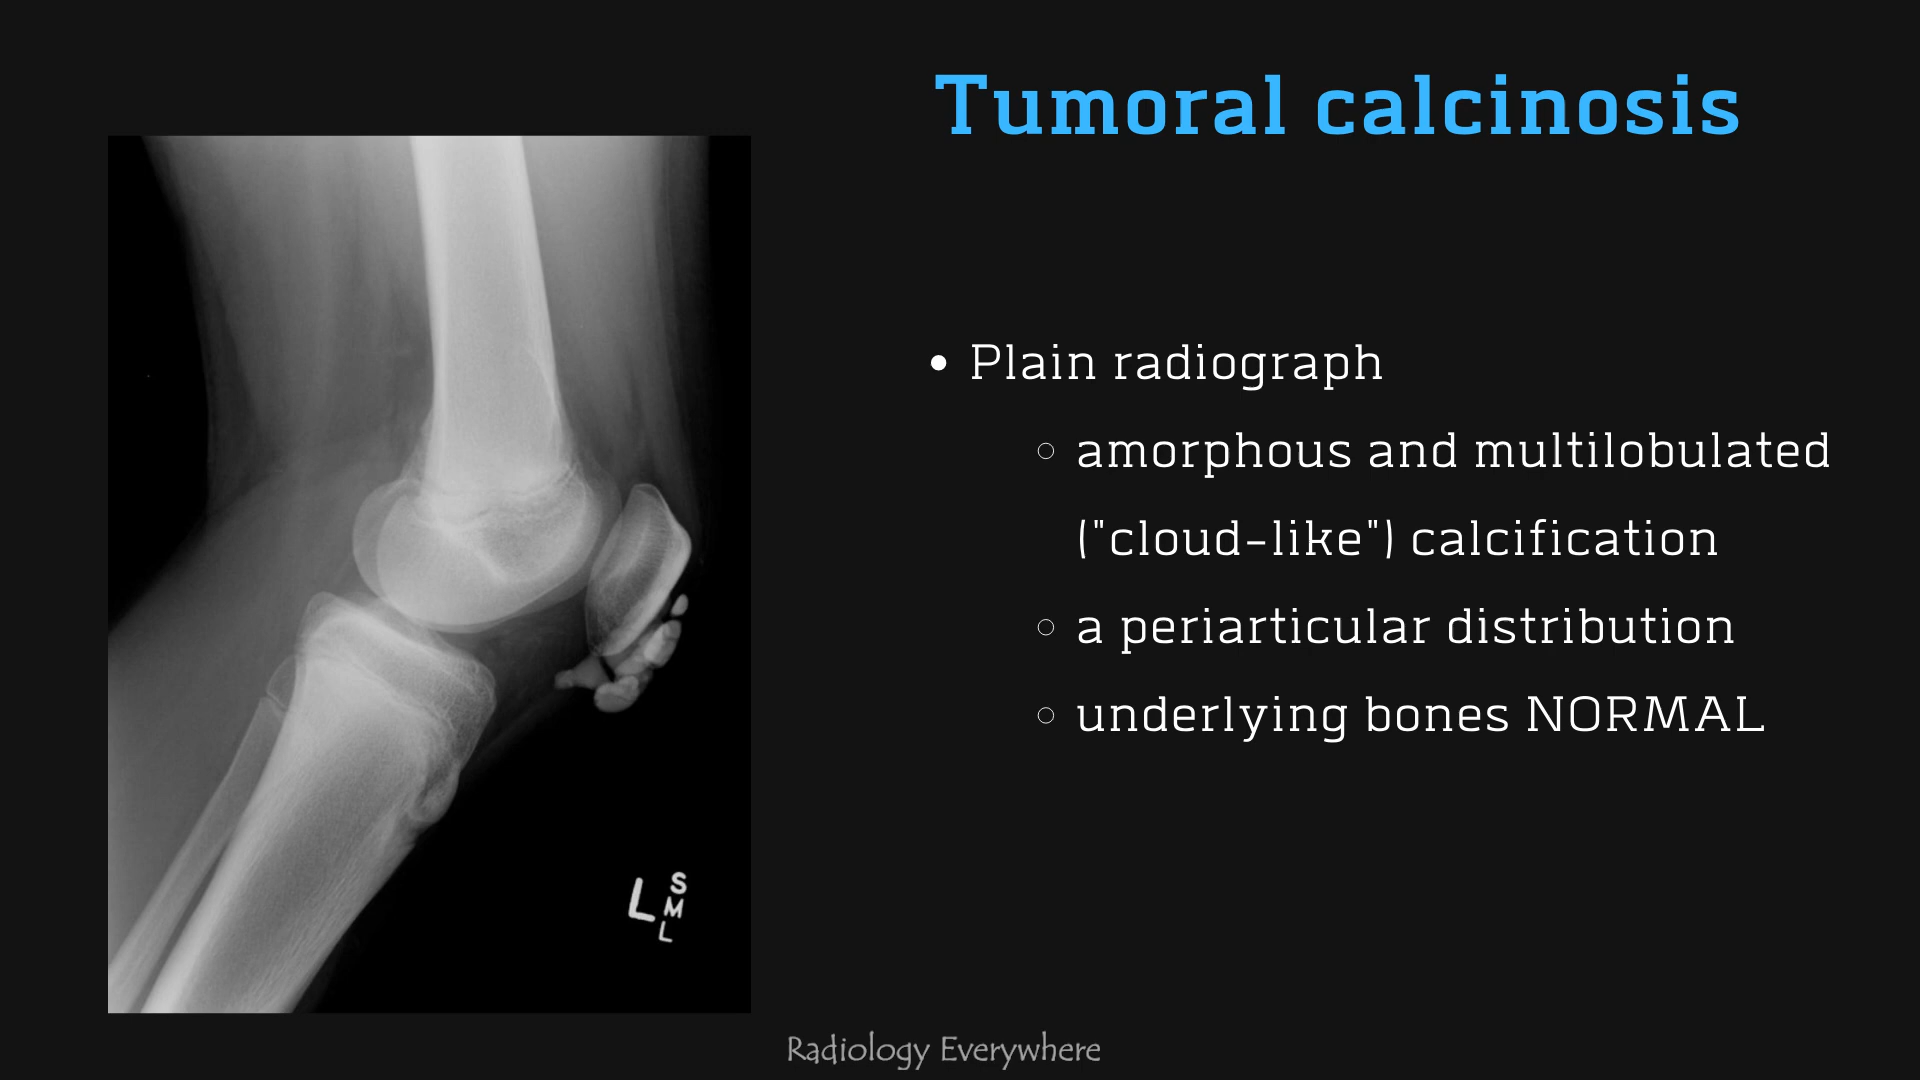 Tumoral calcinosis
Plain radiograph
amorphous and multilobulated
("cloud-like") calcification
a periarticular distribution
underlying bones NORMAL
L
S
M
L
Radiology Everywhere